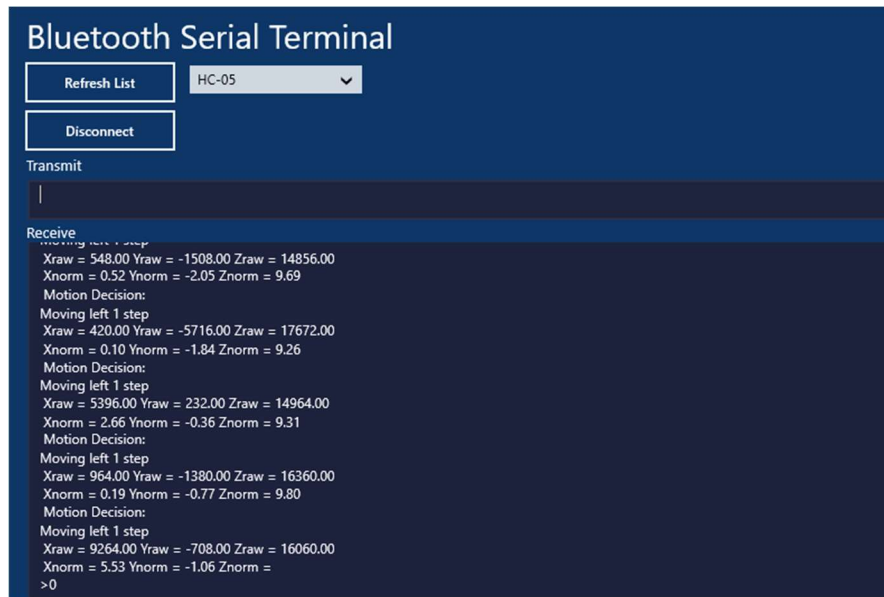 Bluetooth Serial Terminal
Refresh List
HC-05
Disconnect
Transmit
Receive
Moving left 1 step
Xraw = 548.00 Yraw = -1508.00 Zraw = 14856.00
Xnorm = 0.52 Ynorm = -2.05 Znorm = 9.69
Motion Decision:
Moving left 1 step
Xraw = 420.00 Yraw = -5716.00 Zraw = 17672.00
Xnorm = 0.10 Ynorm = -1.84 Znorm = 9.26
Motion Decision:
Moving left 1 step
Xraw = 5396.00 Yraw = 232.00 Zraw = 14964.00
Xnorm = 2.66 Ynorm = -0.36 Znorm = 9.31
Motion Decision:
Moving left 1 step
Xraw = 964.00 Yraw = -1380.00 Zraw = 16360.00
Xnorm = 0.19 Ynorm = -0.77 Znorm = 9.80
Motion Decision:
Moving left 1 step
Xraw = 9264.00 Yraw = -708.00 Zraw = 16060.00
Xnorm = 5.53 Ynorm = -1.06 Znorm =
>0